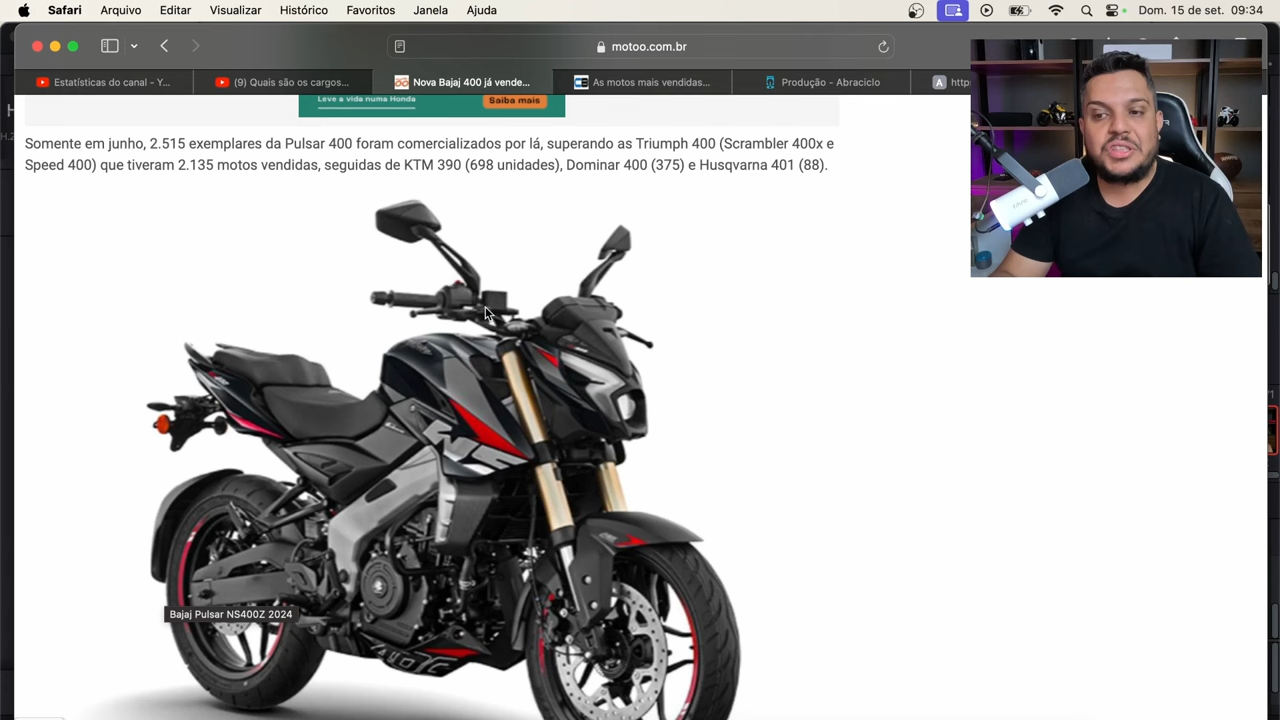 Safari Arquivo Editar Visualizar Histórico Favoritos Janela Ajuda Dom. 15 de set. 09:34
motoo.com.br
Estatísticas do canal - Y... (9) Quais são os cargos... Nova Bajaj 400 já vende... As motos mais vendidas... Produção - Abraciclo A http
Leve a vida numa Honda Saiba mais
Somente em junho, 2.515 exemplares da Pulsar 400 foram comercializados por lá, superando as Triumph 400 (Scrambler 400x e
Speed 400) que tiveram 2.135 motos vendidas, seguidas de KTM 390 (698 unidades), Dominar 400 (375) e Husqvarna 401 (88).
NS
Bajaj Pulsar NS400Z 2024